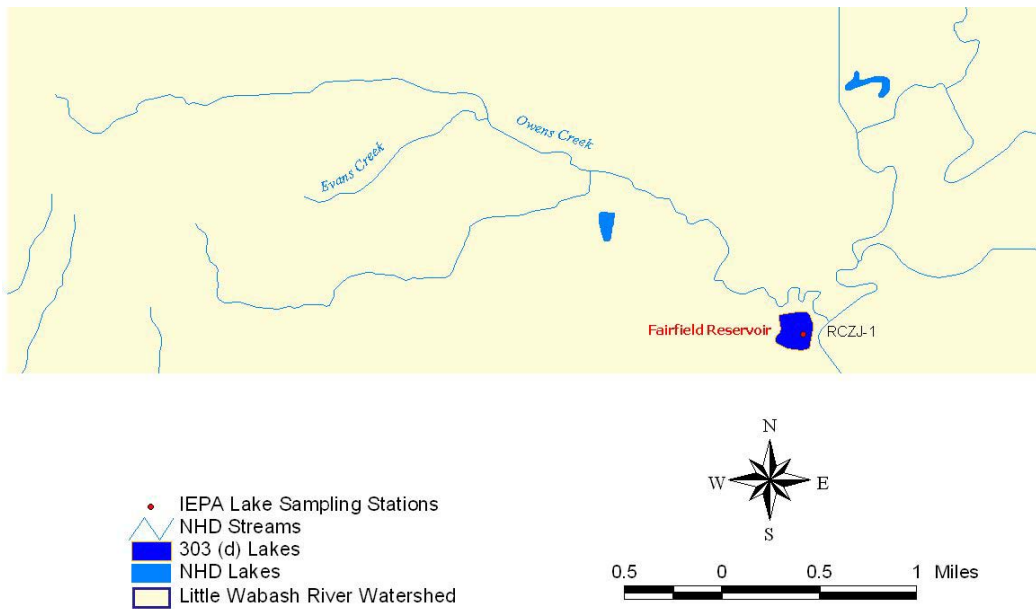 Owens Creek
Evans Creek
Fairfield Reservoir
RCZJ-1
N
W E
S
IEPA Lake Sampling Stations
NHD Streams
303 (d) Lakes
NHD Lakes
Little Wabash River Watershed
0.5 0 0.5 1 Miles